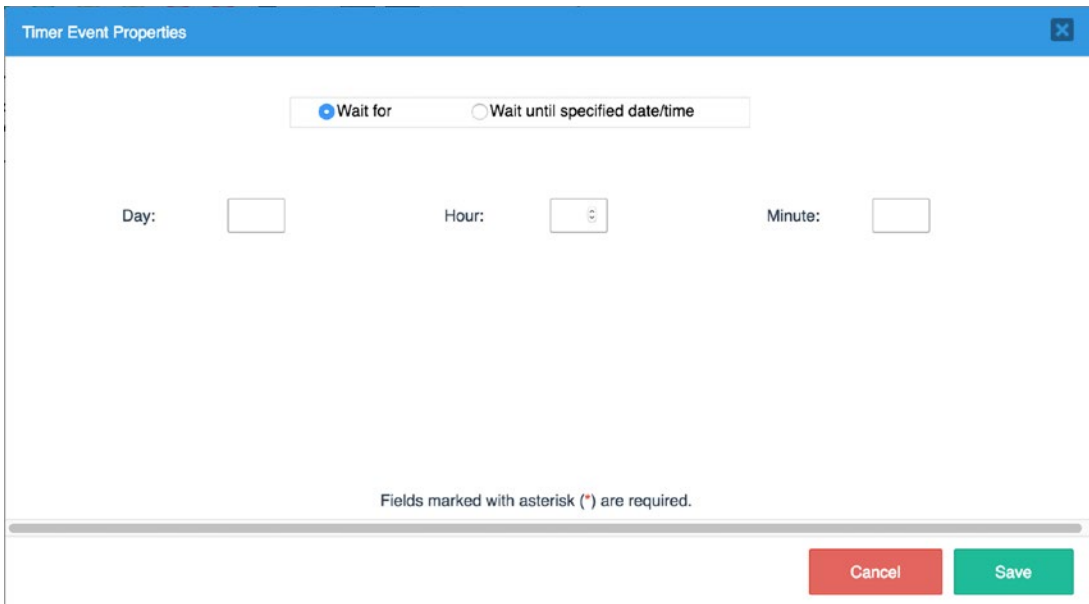 Timer Event Properties
Wait for Wait until specified date/time
Day: Hour: Minute:
Fields marked with asterisk (*) are required.
Cancel Save